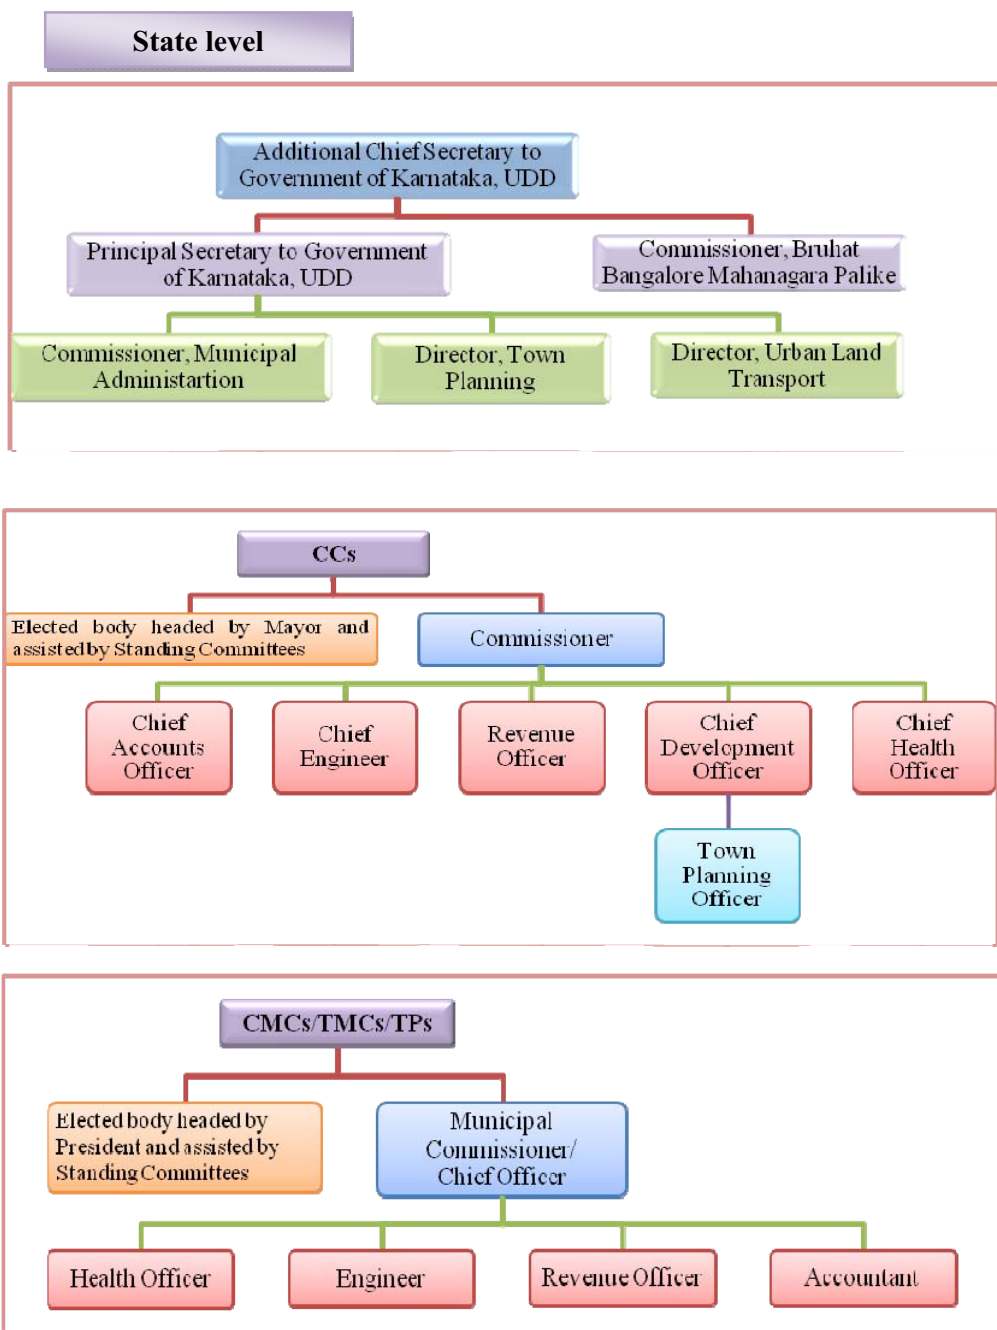 State level
Additional Chief Secretary to
Government of Karnataka, UDD
Principal Secretary to Government
of Karnataka, UDD
Commissioner, Bruhat
Bangalore Mahanagara Palike
Commissioner, Municipal
Administartion
Director, Town
Planning
Director, Urban Land
Transport
CCs
Elected body headed by Mayor and
assisted by Standing Committees
Commissioner
Chief
Accounts
Officer
Chief
Engineer
Revenue
Officer
Chief
Development
Officer
Chief
Health
Officer
Town
Planning
Officer
CMCs/TMCs/TPs
Elected body headed by
President and assisted by
Standing Committees
Municipal
Commissioner/
Chief Officer
Health Officer
Engineer
Revenue Officer
Accountant